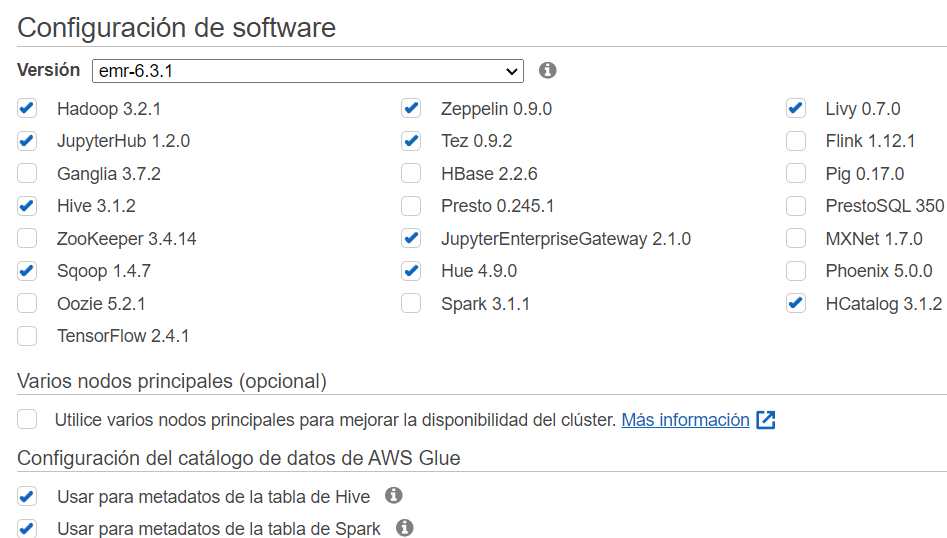 Configuración de software
Versión emr-6.3.1
Hadoop 3.2.1 Zeppelin 0.9.0 Livy 0.7.0
JupyterHub 1.2.0 Tez 0.9.2 Flink 1.12.1
Ganglia 3.7.2 HBase 2.2.6 Pig 0.17.0
Hive 3.1.2 Presto 0.245.1 PrestoSQL 350
ZooKeeper 3.4.14 JupyterEnterpriseGateway 2.1.0 MXNet 1.7.0
Sqoop 1.4.7 Hue 4.9.0 Phoenix 5.0.0
Oozie 5.2.1 Spark 3.1.1 HCatalog 3.1.2
TensorFlow 2.4.1
Varios nodos principales (opcional)
Utilice varios nodos principales para mejorar la disponibilidad del clúster. Más información
Configuración del catálogo de datos de AWS Glue
Usar para metadatos de la tabla de Hive
Usar para metadatos de la tabla de Spark